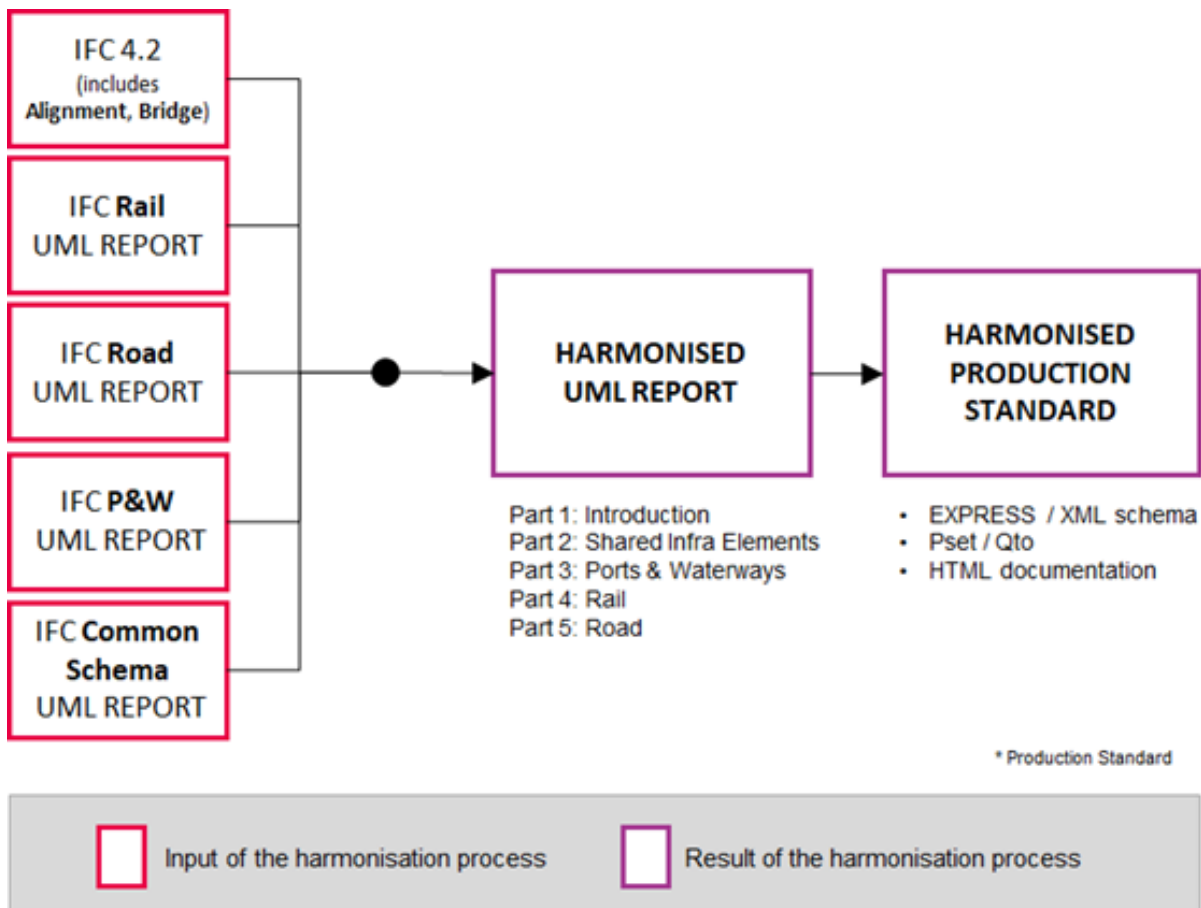 IFC 4.2
(includes
Alignment, Bridge)
IFC Rail
UML REPORT
IFC Road
UML REPORT
IFC P&W
UML REPORT
IFC Common
Schema
UML REPORT
HARMONISED
UML REPORT
Part 1: Introduction
Part 2: Shared Infra Elements
Part 3: Ports & Waterways
Part 4: Rail
Part 5: Road
HARMONISED
PRODUCTION
STANDARD
• EXPRESS / XML schema
• Pset / Qto
• HTML documentation
* Production Standard
Input of the harmonisation process
Result of the harmonisation process